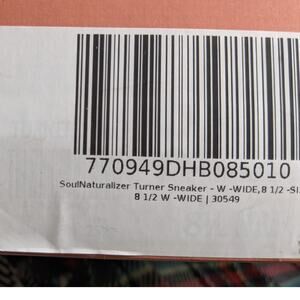 770949DHB085010
SoulNaturalizer Turner Sneaker - W -WIDE,8 1/2 -SI
8 1/2 W -WIDE | 30549